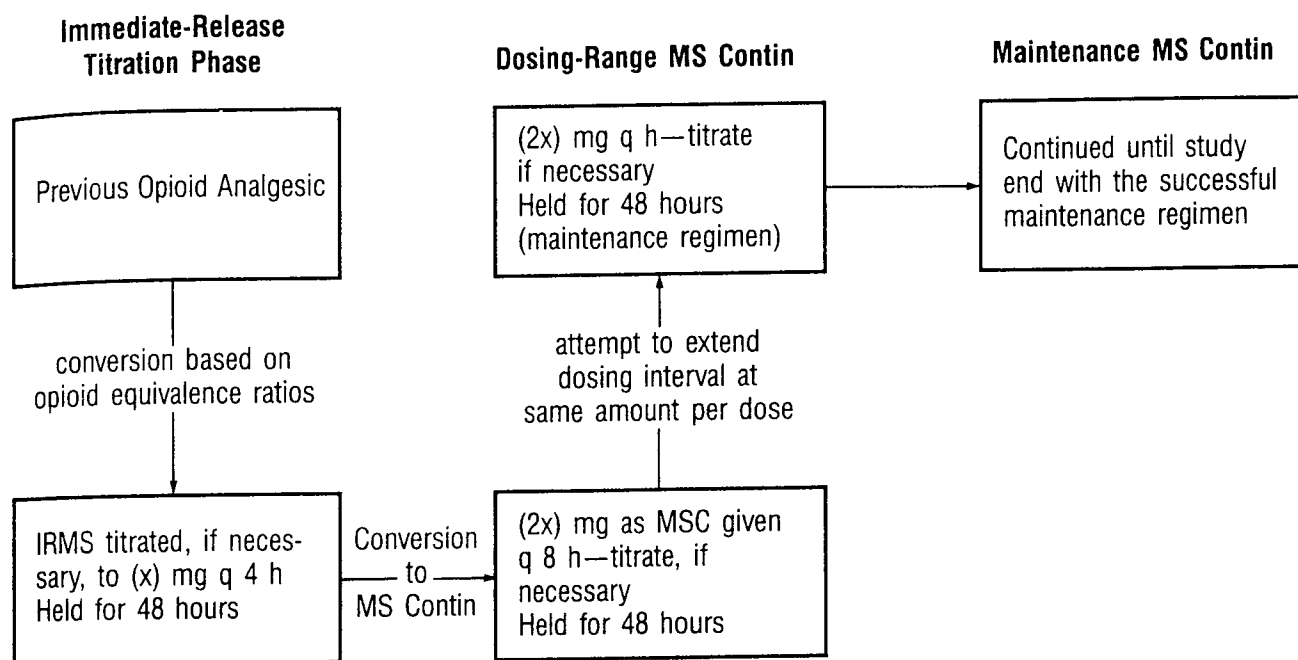 Immediate-Release
Titration Phase
Previous Opioid Analgesic
conversion based on
opioid equivalence ratios
IRMS titrated, if neces-
sary, to (x) mg q 4 h
Held for 48 hours
Conversion
to
MS Contin
Dosing-Range MS Contin
(2x) mg q h—titrate
if necessary
Held for 48 hours
(maintenance regimen)
attempt to extend
dosing interval at
same amount per dose
(2x) mg as MSC given
q 8 h—titrate, if
necessary
Held for 48 hours
Maintenance MS Contin
Continued until study
end with the successful
maintenance regimen